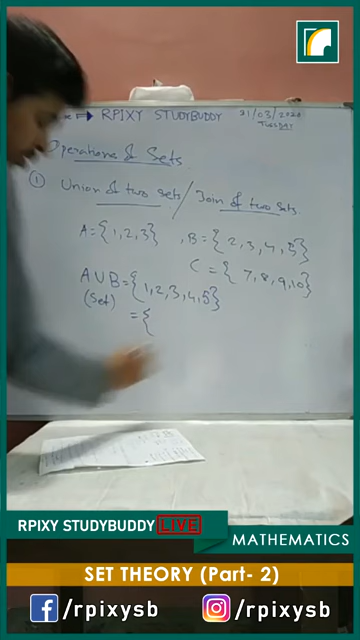 RPIXY STUDYBUDDY 31/03/2020
TUESDAY
Operations of Sets
① Union of two sets / Join of two sets.
A = {1, 2, 3} , B = {2, 3, 4, 5}
C = {7, 8, 9, 10}
A U B = {1, 2, 3, 4, 5}
(Set)
= {
RPIXY STUDYBUDDY LIVE
MATHEMATICS
SET THEORY (Part- 2)
/rpixysb /rpixysb